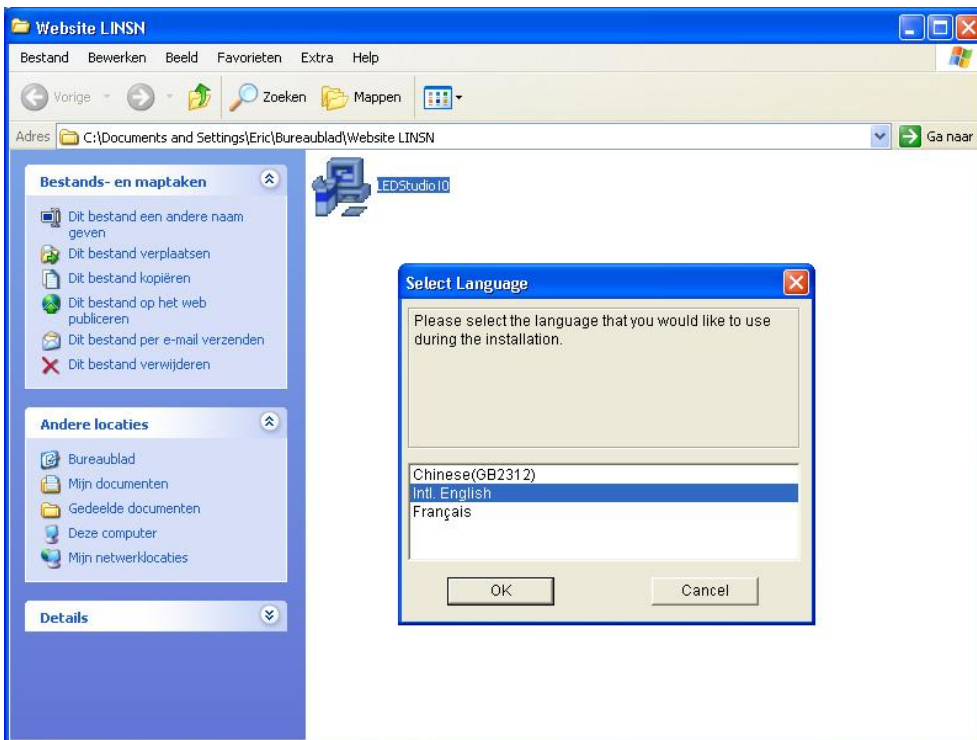 Website LINSN
Bestand Bewerken Beeld Favorieten Extra Help
Vorige Zoeken Mappen
Adres C:\Documents and Settings\Eric\Bureaublad\Website LINSN Ga naar
Bestands- en maptaken
Dit bestand een andere naam
geven
Dit bestand verplaatsen
Dit bestand kopiëren
Dit bestand op het web
publiceren
Dit bestand per e-mail verzenden
Dit bestand verwijderen
Andere locaties
Bureaublad
Mijn documenten
Gedeelde documenten
Deze computer
Mijn netwerklocaties
Details
LEDStudio10
Select Language
Please select the language that you would like to use
during the installation.
Chinese(GB2312)
Intl. English
Français
OK Cancel